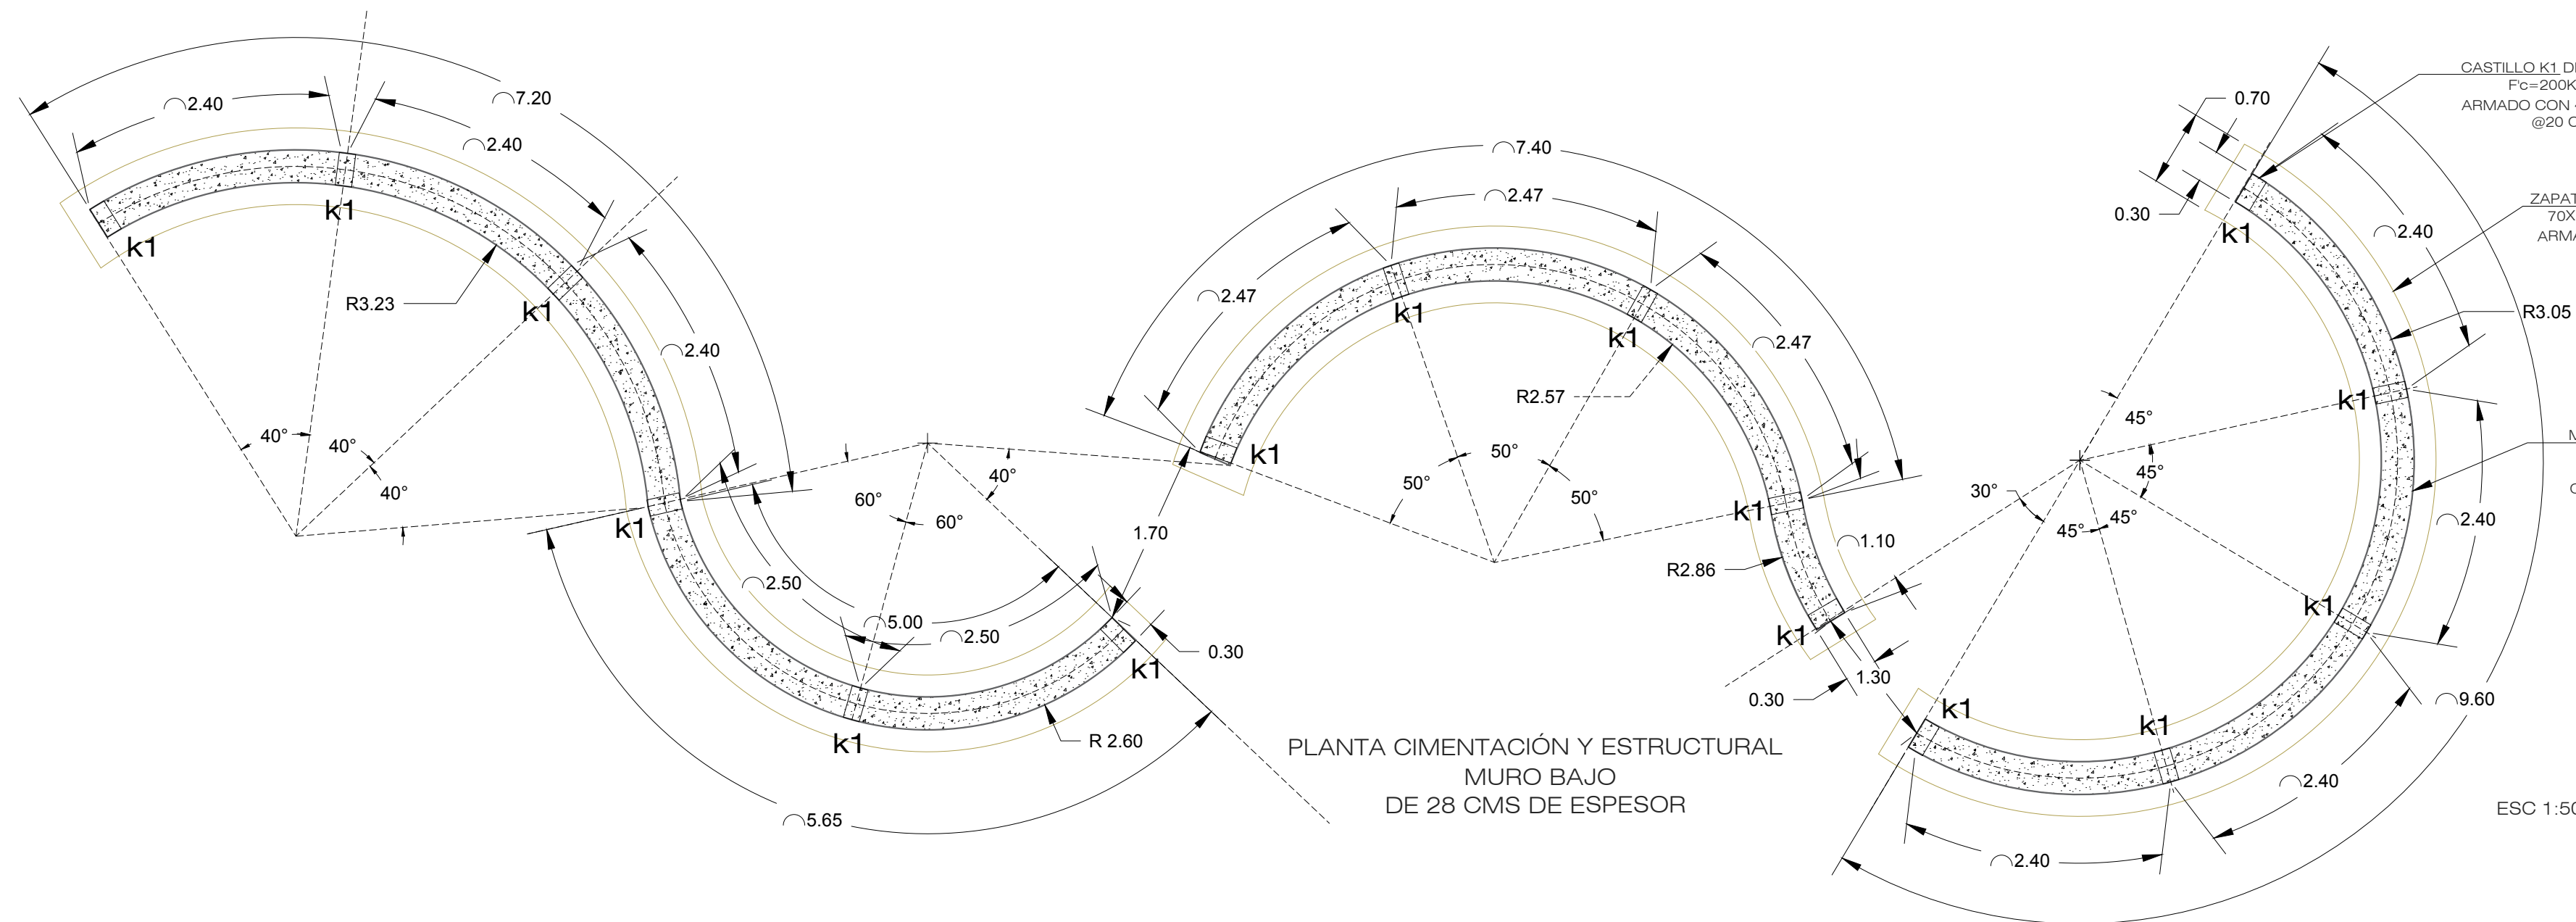 7.20
2.40
2.40
k1
k1
k1
R3.23
2.40
40°
40°
40°
k1
60°
60°
40°
2.50
5.00
2.50
1.70
0.30
k1
k1
R 2.60
5.65
7.40
2.47
2.47
2.47
k1
k1
k1
R2.57
50°
50°
50°
k1
1.10
R2.86
k1
1.30
0.30
PLANTA CIMENTACIÓN Y ESTRUCTURAL
MURO BAJO
DE 28 CMS DE ESPESOR
0.70
0.30
k1
2.40
CASTILLO K1
F'c=200K
ARMADO CON
@20
70X
R3.05
k1
45°
45°
30°
45°
45°
2.40
k1
9.60
k1
k1
2.40
2.40
ESC 1:50